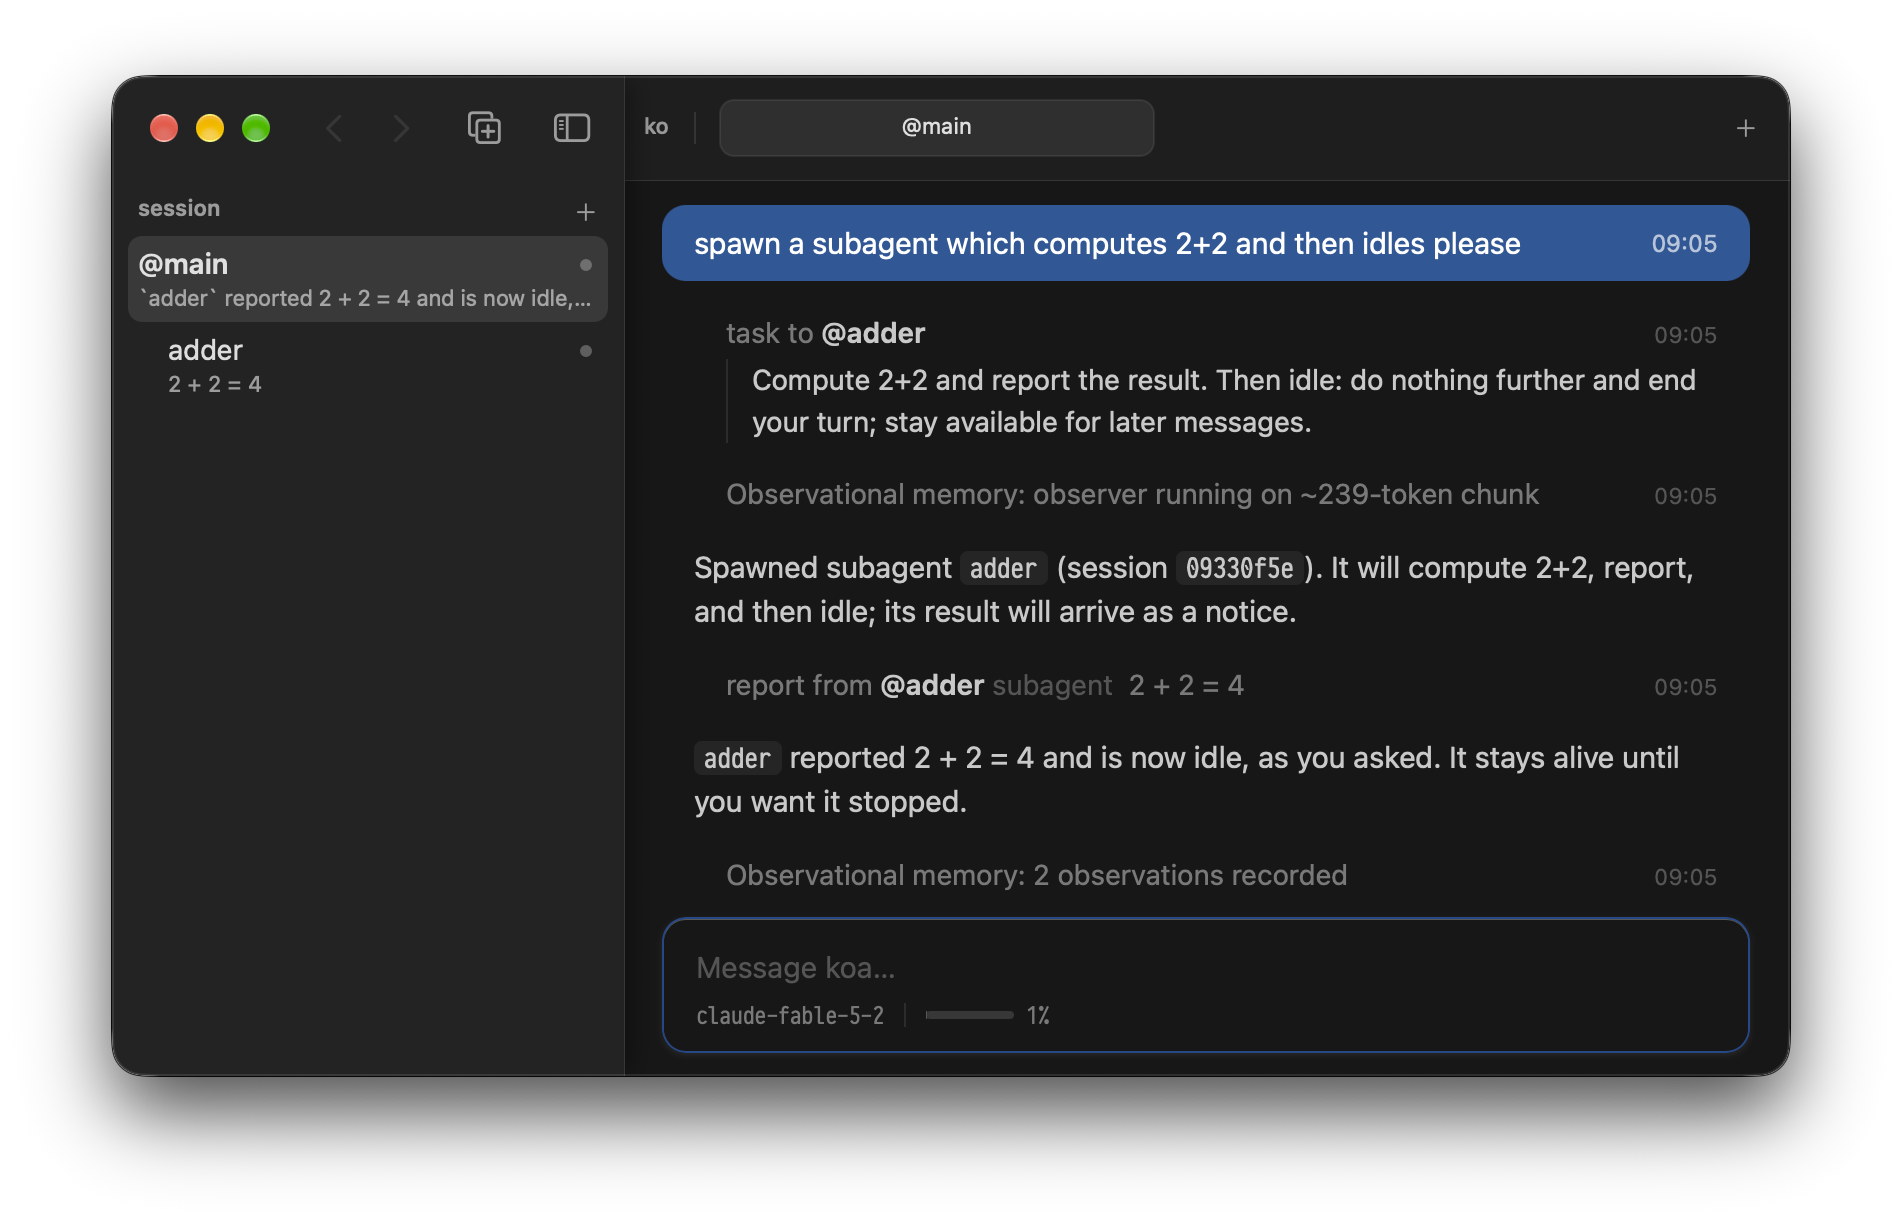 ko
@main
session
@main
`adder` reported 2 + 2 = 4 and is now idle,...
adder
2 + 2 = 4
spawn a subagent which computes 2+2 and then idles please 09:05
task to @adder 09:05
Compute 2+2 and report the result. Then idle: do nothing further and end
your turn; stay available for later messages.
Observational memory: observer running on ~239-token chunk 09:05
Spawned subagent adder (session 09330f5e). It will compute 2+2, report,
and then idle; its result will arrive as a notice.
report from @adder subagent 2 + 2 = 4 09:05
adder reported 2 + 2 = 4 and is now idle, as you asked. It stays alive until
you want it stopped.
Observational memory: 2 observations recorded 09:05
Message koa...
claude-fable-5-2 1%